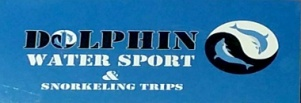 DOLPHIN
WATER SPORT
&
SNORKELING TRIPS